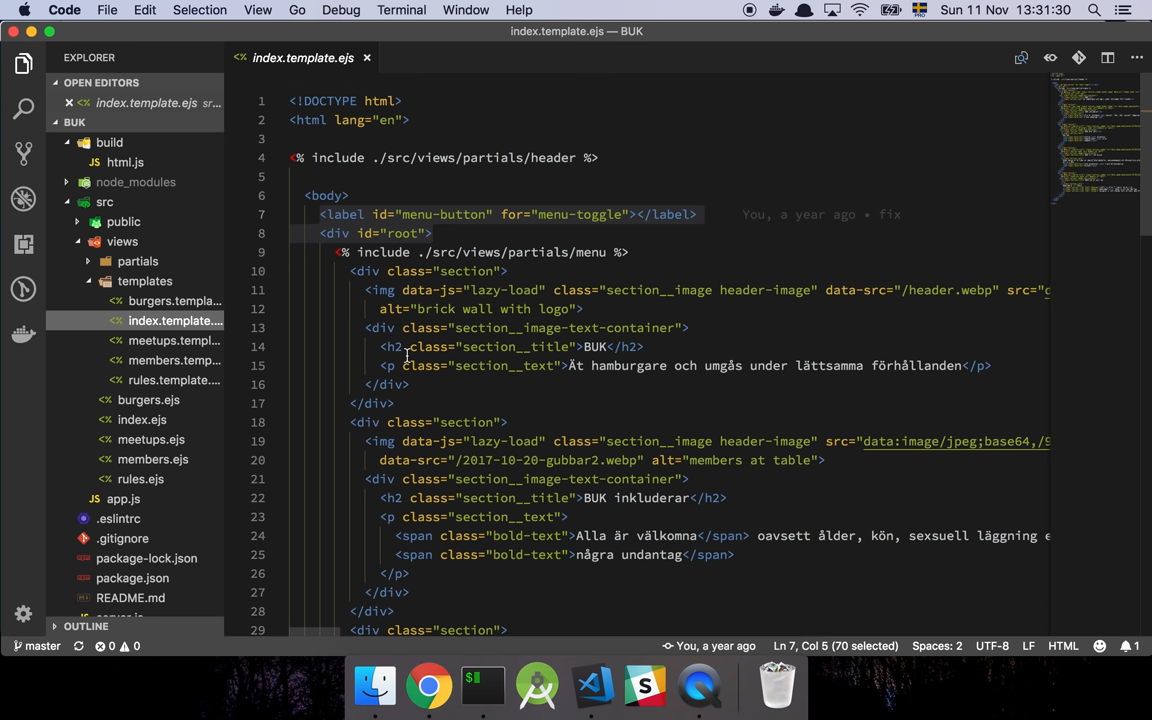 Code File Edit Selection View Go Debug Terminal Window Help PRO Sun 11 Nov 13:31:30
index.template.ejs — BUK
EXPLORER
OPEN EDITORS
<% index.template.ejs sr...
BUK
build
JS html.js
node_modules
src
public
views
partials
templates
<% burgers.templa...
<% index.template....
<% meetups.templ...
<% members.temp...
<% rules.template....
<% burgers.ejs
<% index.ejs
<% meetups.ejs
<% members.ejs
<% rules.ejs
JS app.js
.eslintrc
.gitignore
package-lock.json
package.json
README.md
OUTLINE
<% index.template.ejs ×
1 <!DOCTYPE html>
2 <html lang="en">
3
4 <% include ./src/views/partials/header %>
5
6 <body>
7 <label id="menu-button" for="menu-toggle"></label> You, a year ago • fix
8 <div id="root">
9 <% include ./src/views/partials/menu %>
10 <div class="section">
11 <img data-js="lazy-load" class="section__image header-image" data-src="/header.webp" src="d
12 alt="brick wall with logo">
13 <div class="section__image-text-container">
14 <h2 class="section__title">BUK</h2>
15 <p class="section__text">Ät hamburgare och umgås under lättsamma förhållanden</p>
16 </div>
17 </div>
18 <div class="section">
19 <img data-js="lazy-load" class="section__image header-image" src="data:image/jpeg;base64,/9
20 data-src="/2017-10-20-gubbar2.webp" alt="members at table">
21 <div class="section__image-text-container">
22 <h2 class="section__title">BUK inkluderar</h2>
23 <p class="section__text">
24 <span class="bold-text">Alla är välkomna</span> oavsett ålder, kön, sexsuell läggning e
25 <span class="bold-text">några undantag</span>
26 </p>
27 </div>
28 </div>
29 <div class="section">
master 0 0 You, a year ago Ln 7, Col 5 (70 selected) Spaces: 2 UTF-8 LF HTML 1
$
S